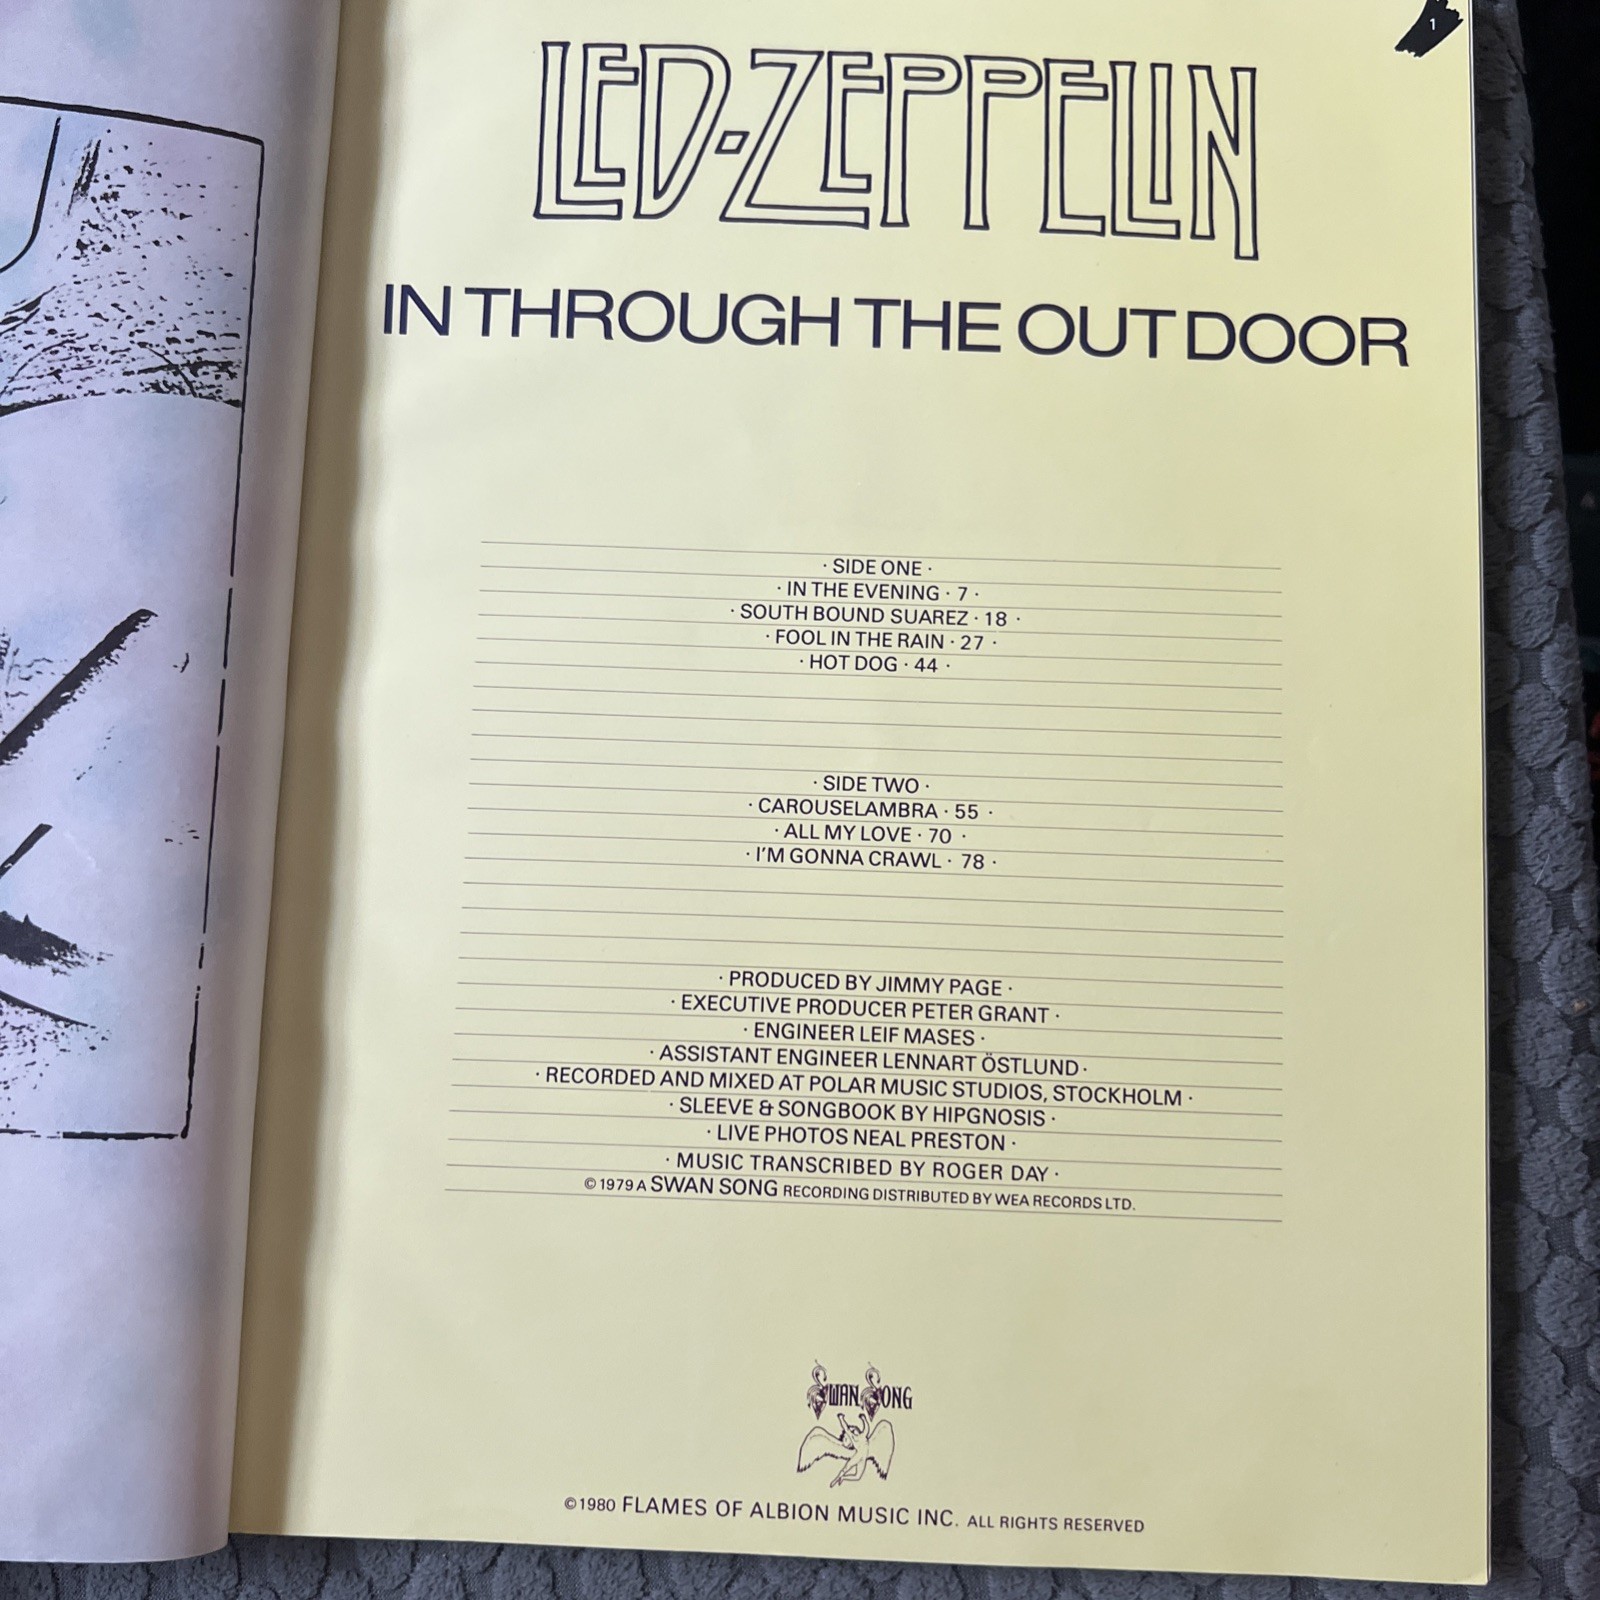 1
LED-ZEPPELIN
IN THROUGH THE OUT DOOR
· SIDE ONE ·
· IN THE EVENING · 7 ·
· SOUTH BOUND SUAREZ · 18 ·
· FOOL IN THE RAIN · 27 ·
· HOT DOG · 44 ·
· SIDE TWO ·
· CAROUSELAMBRA · 55 ·
· ALL MY LOVE · 70 ·
· I'M GONNA CRAWL · 78 ·
· PRODUCED BY JIMMY PAGE ·
· EXECUTIVE PRODUCER PETER GRANT ·
· ENGINEER LEIF MASES ·
· ASSISTANT ENGINEER LENNART ÖSTLUND ·
· RECORDED AND MIXED AT POLAR MUSIC STUDIOS, STOCKHOLM ·
· SLEEVE & SONGBOOK BY HIPGNOSIS ·
· LIVE PHOTOS NEAL PRESTON ·
· MUSIC TRANSCRIBED BY ROGER DAY ·
© 1979 A SWAN SONG RECORDING DISTRIBUTED BY WEA RECORDS LTD.
SWAN SONG
©1980 FLAMES OF ALBION MUSIC INC. ALL RIGHTS RESERVED